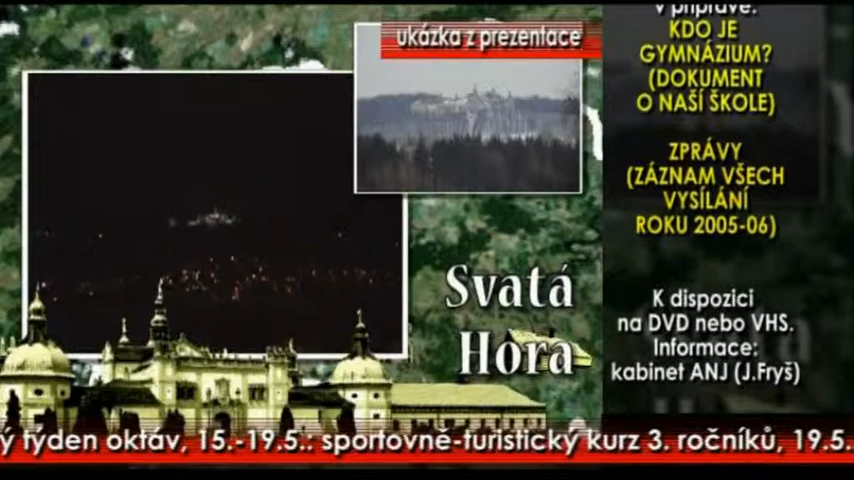 ukázka z prezentace
Svatá
Hora
v přípravě:
KDO JE
GYMNÁZIUM?
(DOKUMENT
O NAŠÍ ŠKOLE)
ZPRÁVY
(ZÁZNAM VŠECH
VYSÍLÁNÍ
ROKU 2005-06)
K dispozici
na DVD nebo VHS.
Informace:
kabinet ANJ (J.Fryš)
ý týden oktáv, 15.-19.5.: sportovně-turistický kurz 3. ročníků, 19.5.